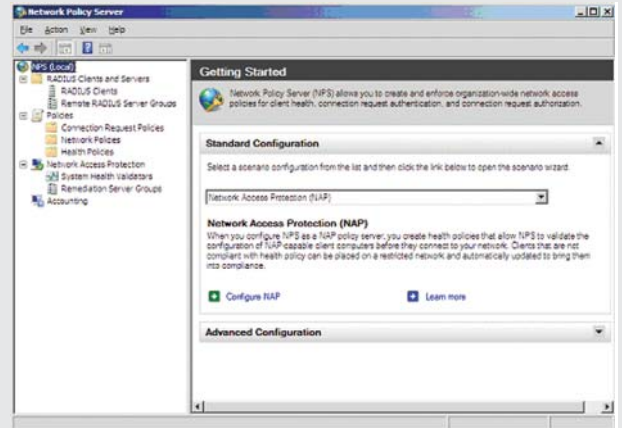 Network Policy Server
File Action View Help
NPS (Local)
RADIUS Clients and Servers
RADIUS Clients
Remote RADIUS Server Groups
Policies
Connection Request Policies
Network Policies
Health Policies
Network Access Protection
System Health Validators
Remediation Server Groups
Accounting
Getting Started
Network Policy Server (NPS) allows you to create and enforce organization-wide network access
policies for client health, connection request authentication, and connection request authorization.
Standard Configuration
Select a scenario configuration from the list and then click the link below to open the scenario wizard.
Network Access Protection (NAP)
Network Access Protection (NAP)
When you configure NPS as a NAP policy server, you create health policies that allow NPS to validate the
configuration of NAP-capable client computers before they connect to your network. Clients that are not
compliant with health policy can be placed on a restricted network and automatically updated to bring them
into compliance.
Configure NAP Learn more
Advanced Configuration